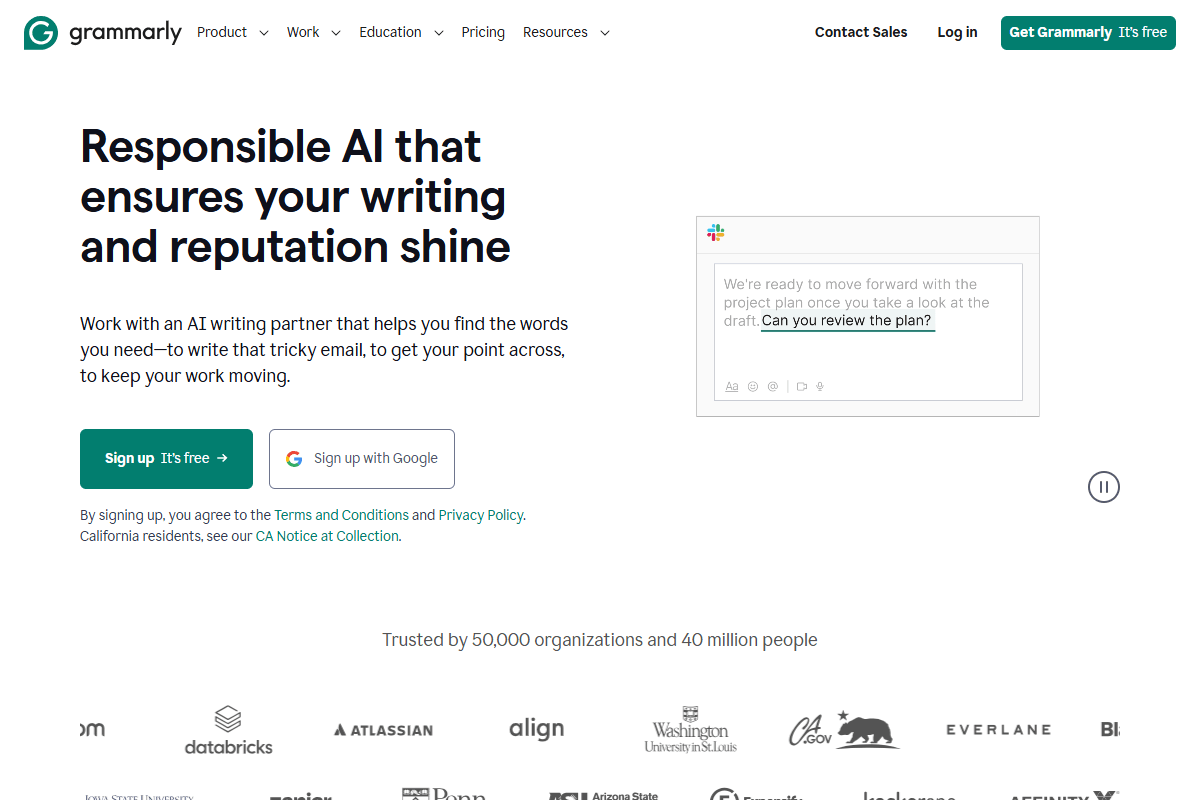 grammarly
Product Work Education Pricing Resources
Contact Sales Log in Get Grammarly It's free
Responsible AI that
ensures your writing
and reputation shine
Work with an AI writing partner that helps you find the words
you need—to write that tricky email, to get your point across,
to keep your work moving.
Sign up It's free →
Sign up with Google
By signing up, you agree to the Terms and Conditions and Privacy Policy.
California residents, see our CA Notice at Collection.
We're ready to move forward with the
project plan once you take a look at the
draft. Can you review the plan?
Aa
Trusted by 50,000 organizations and 40 million people
om databricks ATLASSIAN align Washington University in St. Louis CA.GOV EVERLANE
IOWA STATE UNIVERSITY zapier Penn ASU Arizona State Expensify kackerano AFFINITY